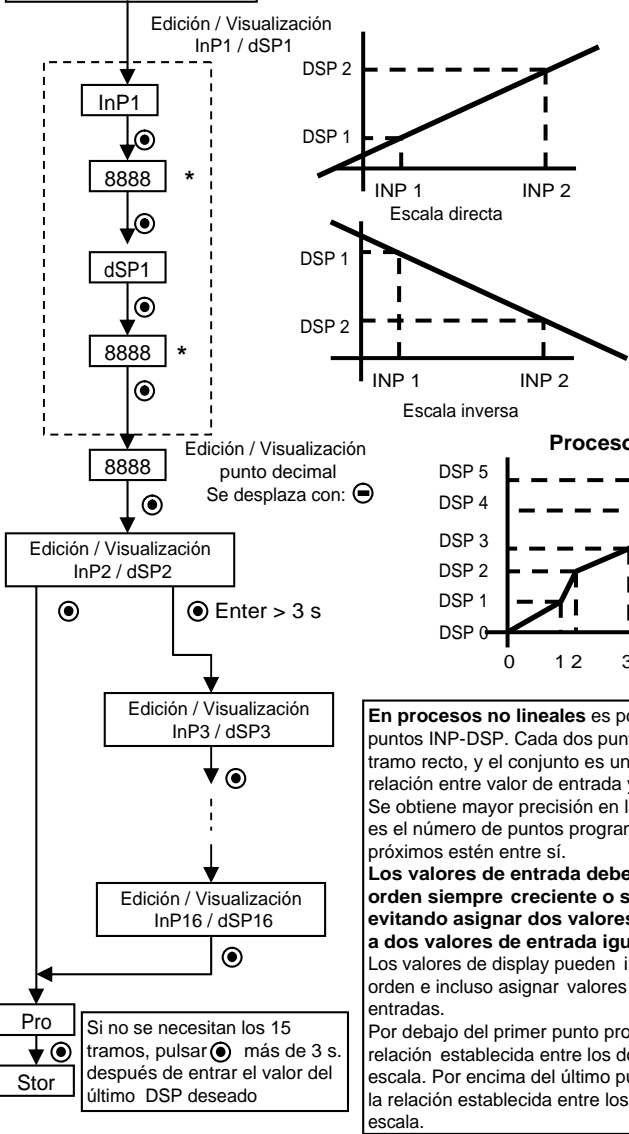 Edición / Visualización
InP1 / dSP1
InP1
8888 *
dSP1
8888 *
8888
Edición / Visualización
punto decimal
Se desplaza con:
Edición / Visualización
InP2 / dSP2
Enter > 3 s
Edición / Visualización
InP3 / dSP3
Edición / Visualización
InP16 / dSP16
Pro
Stor
Si no se necesitan los 15
tramos, pulsar más de 3 s.
después de entrar el valor del
último DSP deseado
DSP 2
DSP 1
INP 1 INP 2
Escala directa
DSP 1
DSP 2
INP 1 INP 2
Escala inversa
DSP 5
DSP 4
DSP 3
DSP 2
DSP 1
DSP 0
0 1 2
En procesos no lineales es
puntos INP-DSP. Cada dos
tramo recto, y el conjunto es
relación entre valor de entrada
Se obtiene mayor precisión en
es el número de puntos
próximos estén entre sí.
Los valores de entrada
orden siempre creciente o
evitando asignar dos
a dos valores de entrada
Los valores de display pueden
orden e incluso asignar valores
entradas.
Por debajo del primer punto
relación establecida entre los
escala. Por encima del último
la relación establecida entre los
escala.